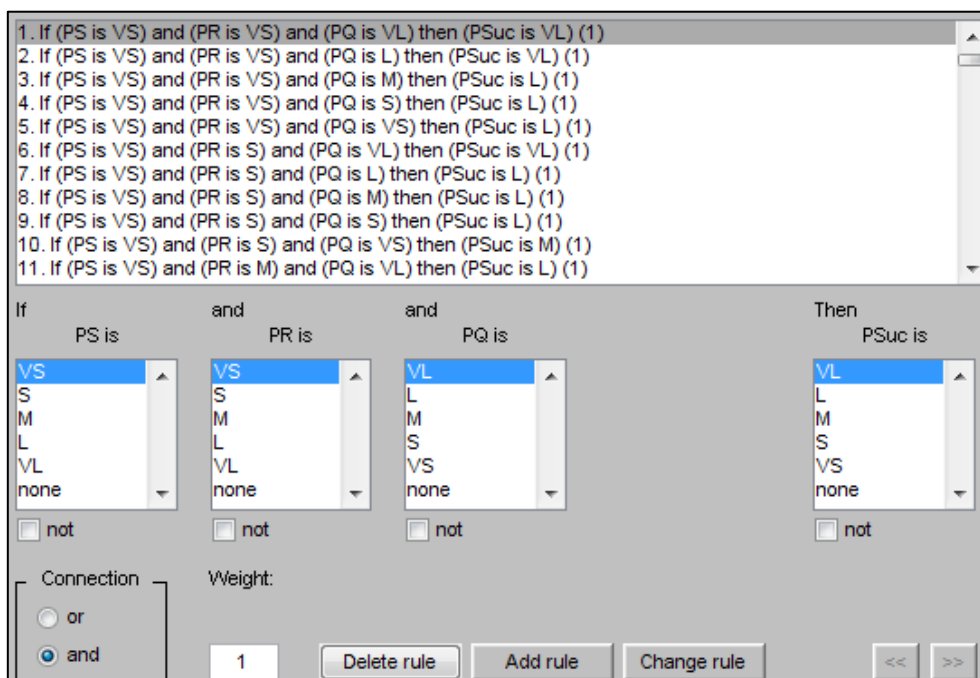 1. If (PS is VS) and (PR is VS) and (PQ is VL) then (PSuc is VL) (1)
2. If (PS is VS) and (PR is VS) and (PQ is L) then (PSuc is VL) (1)
3. If (PS is VS) and (PR is VS) and (PQ is M) then (PSuc is L) (1)
4. If (PS is VS) and (PR is VS) and (PQ is S) then (PSuc is L) (1)
5. If (PS is VS) and (PR is VS) and (PQ is VS) then (PSuc is L) (1)
6. If (PS is VS) and (PR is S) and (PQ is VL) then (PSuc is VL) (1)
7. If (PS is VS) and (PR is S) and (PQ is L) then (PSuc is L) (1)
8. If (PS is VS) and (PR is S) and (PQ is M) then (PSuc is L) (1)
9. If (PS is VS) and (PR is S) and (PQ is S) then (PSuc is L) (1)
10. If (PS is VS) and (PR is S) and (PQ is VS) then (PSuc is M) (1)
11. If (PS is VS) and (PR is M) and (PQ is VL) then (PSuc is L) (1)
If and and Then
PS is PR is PQ is PSuc is
VS VS VL VL
S S L L
M M M M
L L S S
VL VL VS VS
none none none none
not not not not
Connection Weight:
or
and 1 Delete rule Add rule Change rule << >>